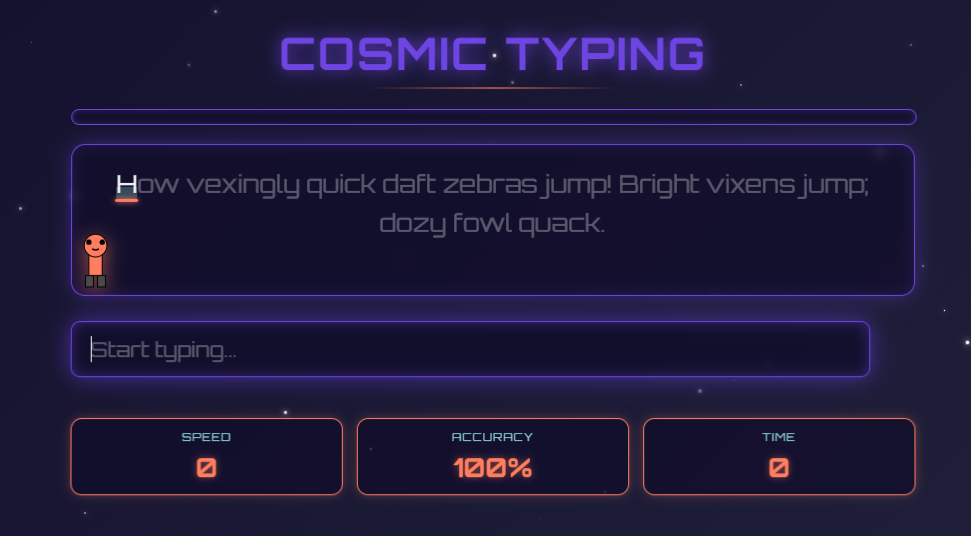 COSMIC TYPING
How vexingly quick daft zebras jump! Bright vixens jump;
dozy fowl quack.
Start typing...
SPEED
0
ACCURACY
100%
TIME
0